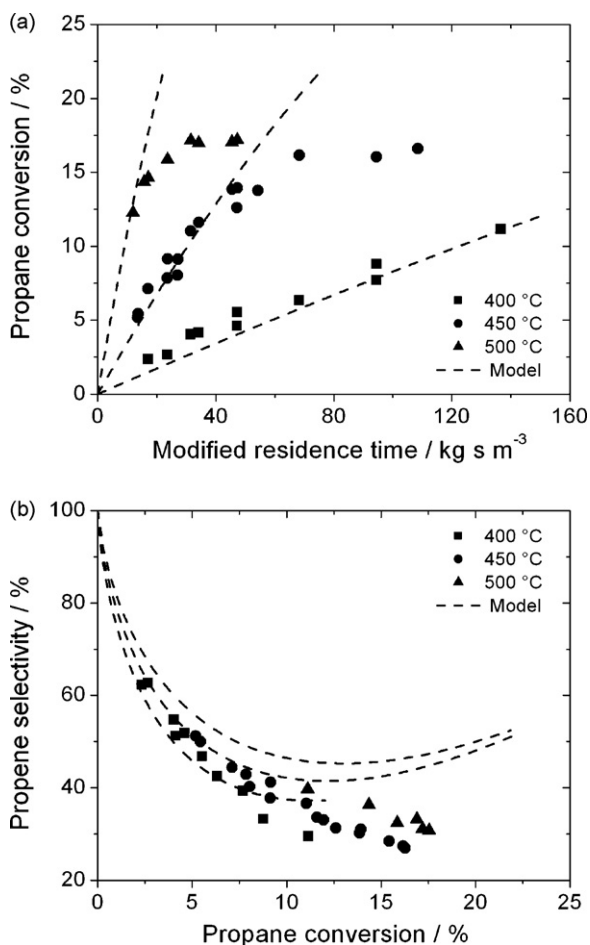 (a)
25
20
15
10
5
0
Propane conversion / %
400 °C
450 °C
500 °C
Model
0 40 80 120 160
Modified residence time / kg s m⁻³
(b)
100
80
60
40
20
Propene selectivity / %
400 °C
450 °C
500 °C
Model
0 5 10 15 20 25
Propane conversion / %